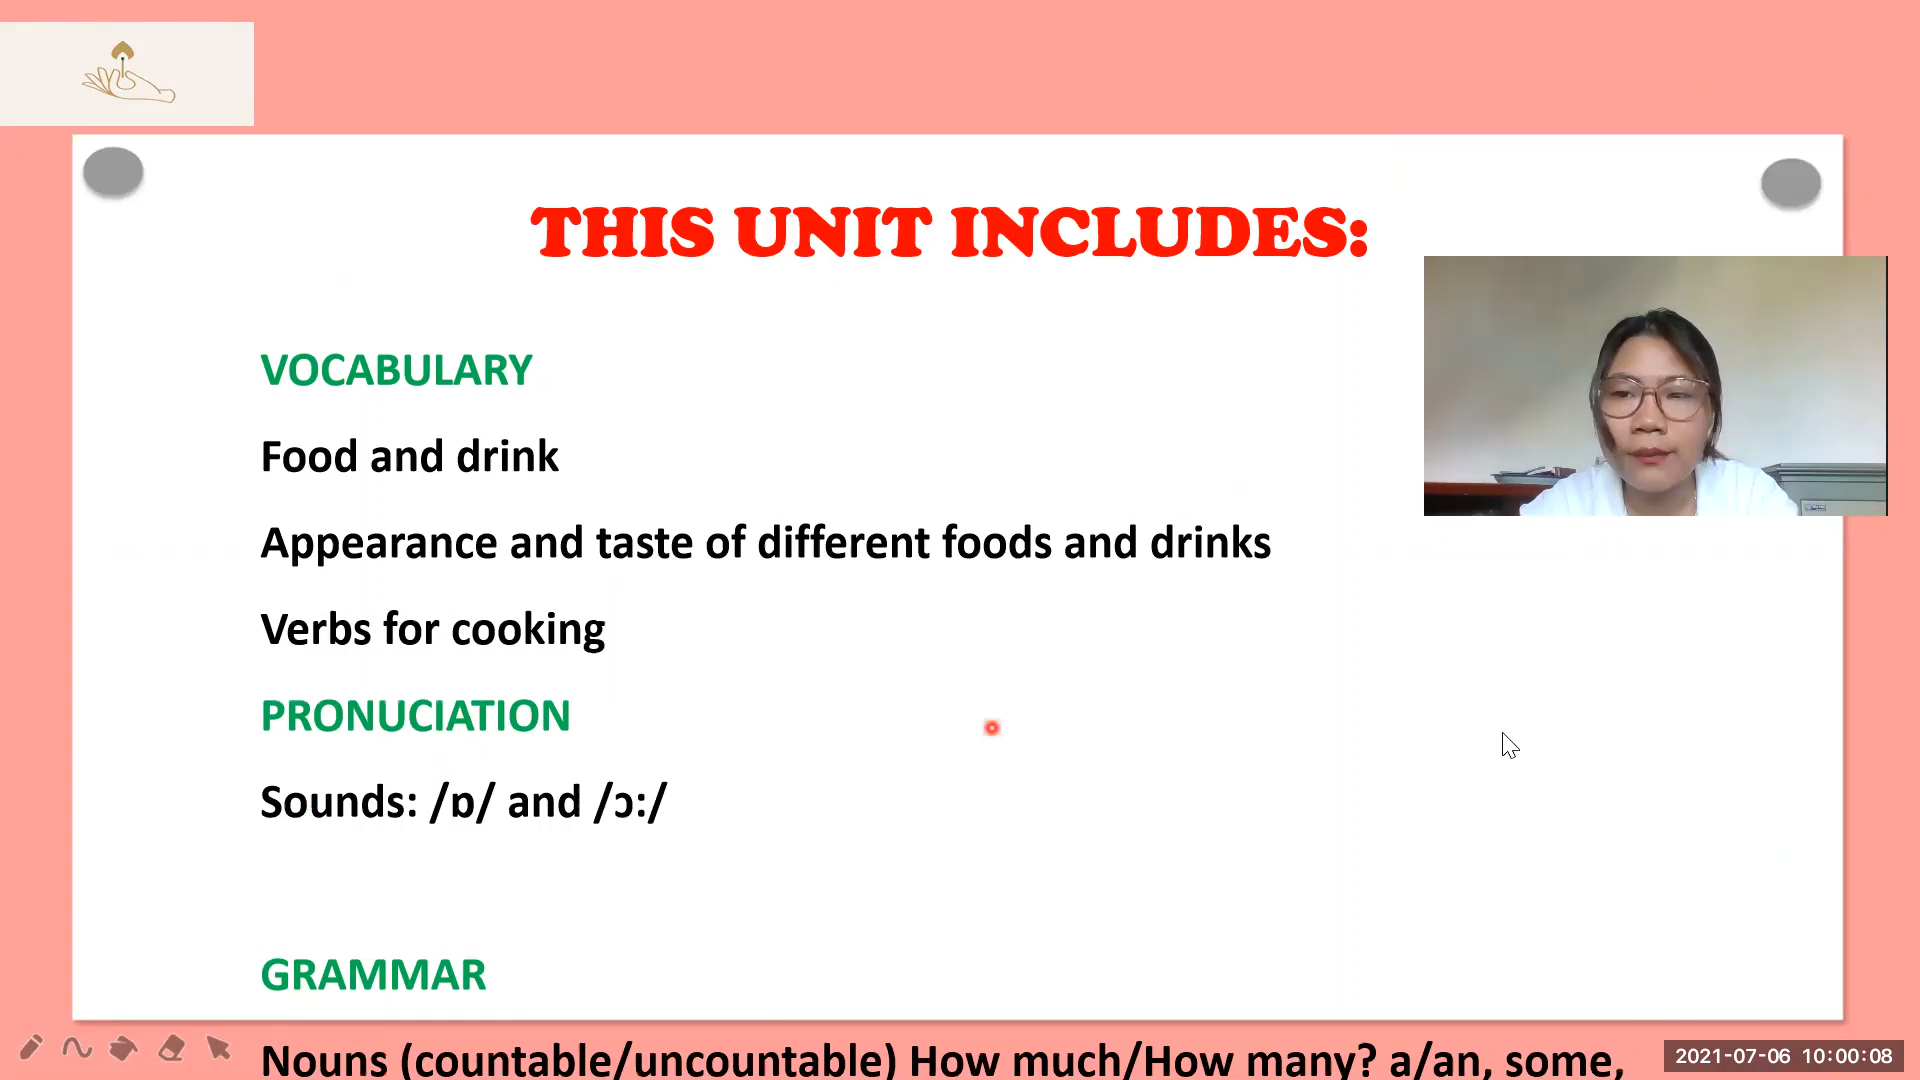 THIS UNIT INCLUDES:
VOCABULARY
Food and drink
Appearance and taste of different foods and drinks
Verbs for cooking
PRONUCIATION
Sounds: /ɒ/ and /ɔ:/
GRAMMAR
Nouns (countable/uncountable) How much/How many? a/an, some,
2021-07-06 10:00:08